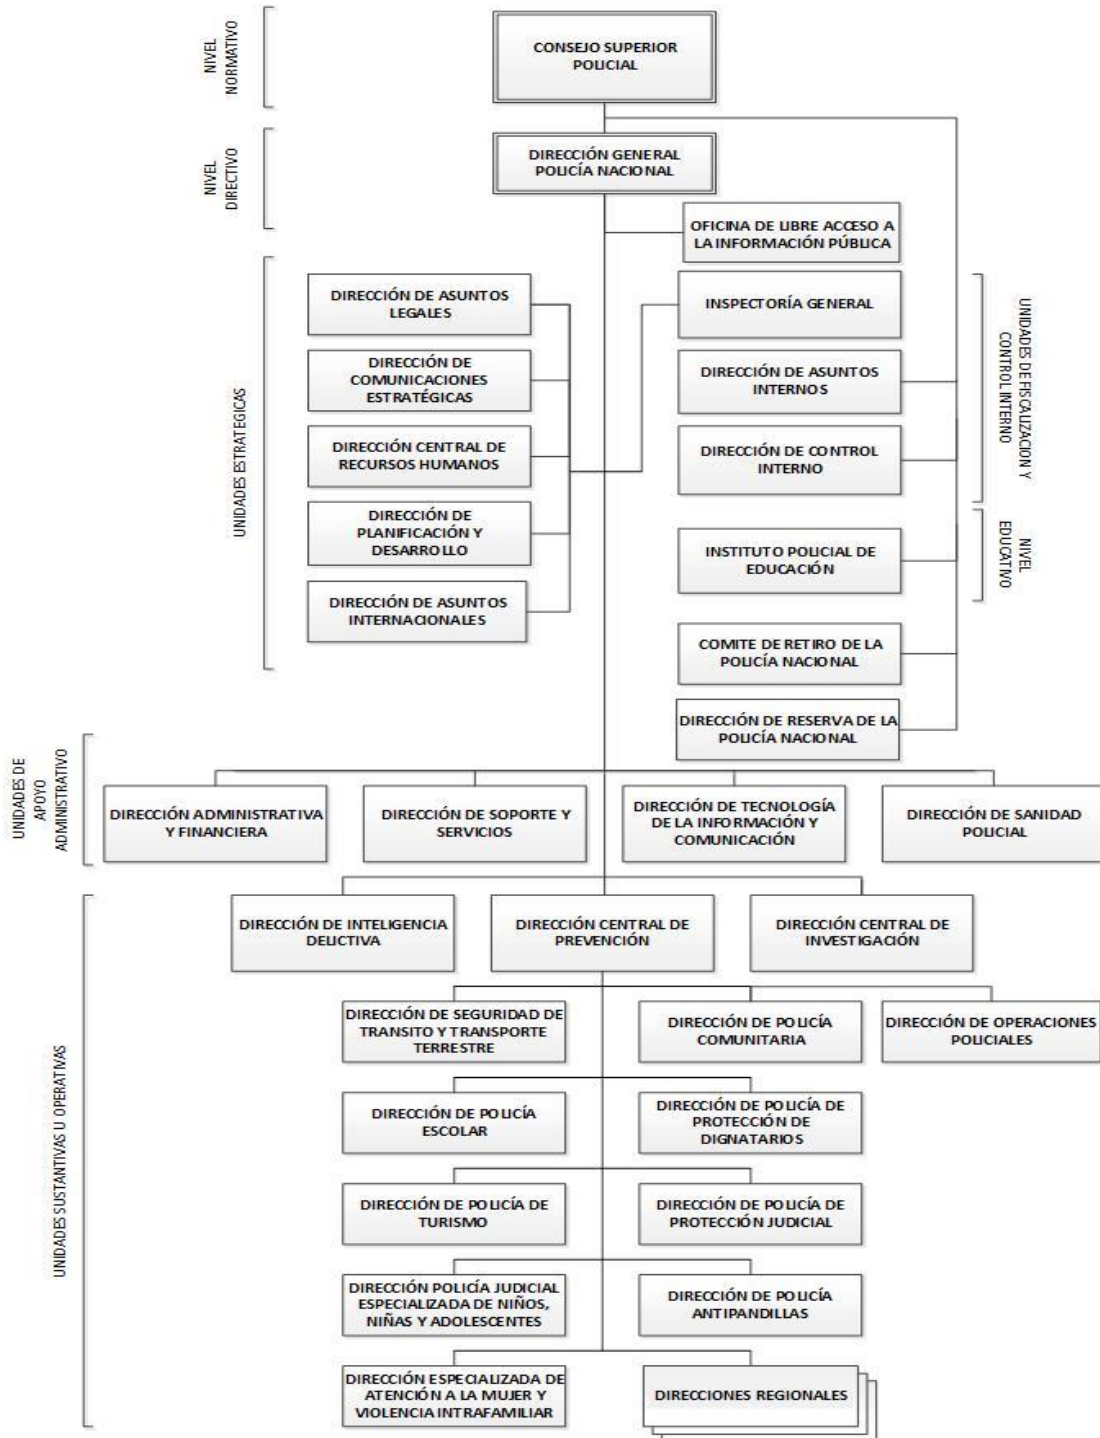 NIVEL
NORMATIVO
CONSEJO SUPERIOR
POLICIAL
NIVEL
DIRECTIVO
DIRECCIÓN GENERAL
POLICÍA NACIONAL
OFICINA DE LIBRE ACCESO A
LA INFORMACIÓN PÚBLICA
UNIDADES ESTRATEGICAS
DIRECCIÓN DE ASUNTOS
LEGALES
DIRECCIÓN DE
COMUNICACIONES
ESTRATÉGICAS
DIRECCIÓN CENTRAL DE
RECURSOS HUMANOS
DIRECCIÓN DE
PLANIFICACIÓN Y
DESARROLLO
DIRECCIÓN DE ASUNTOS
INTERNACIONALES
INSPECTORÍA GENERAL
DIRECCIÓN DE ASUNTOS
INTERNOS
DIRECCIÓN DE CONTROL
INTERNO
UNIDADES DE FISCALIZACION Y
CONTROL INTERNO
INSTITUTO POLICIAL DE
EDUCACIÓN
NIVEL
EDUCATIVO
COMITE DE RETIRO DE LA
POLICÍA NACIONAL
DIRECCIÓN DE RESERVA DE LA
POLICÍA NACIONAL
UNIDADES DE
APOYO
ADMINISTRATIVO
DIRECCIÓN ADMINISTRATIVA
Y FINANCIERA
DIRECCIÓN DE SOPORTE Y
SERVICIOS
DIRECCIÓN DE TECNOLOGÍA
DE LA INFORMACIÓN Y
COMUNICACIÓN
DIRECCIÓN DE SANIDAD
POLICIAL
UNIDADES SUSTANTIVAS U OPERATIVAS
DIRECCIÓN DE INTELIGENCIA
DELICTIVA
DIRECCIÓN CENTRAL DE
PREVENCIÓN
DIRECCIÓN CENTRAL DE
INVESTIGACIÓN
DIRECCIÓN DE SEGURIDAD DE
TRANSITO Y TRANSPORTE
TERRESTRE
DIRECCIÓN DE POLICÍA
COMUNITARIA
DIRECCIÓN DE OPERACIONES
POLICIALES
DIRECCIÓN DE POLICÍA
ESCOLAR
DIRECCIÓN DE POLICÍA DE
PROTECCIÓN DE
DIGNATARIOS
DIRECCIÓN DE POLICÍA DE
TURISMO
DIRECCIÓN DE POLICÍA DE
PROTECCIÓN JUDICIAL
DIRECCIÓN POLICÍA JUDICIAL
ESPECIALIZADA DE NIÑOS,
NIÑAS Y ADOLESCENTES
DIRECCIÓN DE POLICÍA
ANTIPANDILLAS
DIRECCIÓN ESPECIALIZADA DE
ATENCIÓN A LA MUJER Y
VIOLENCIA INTRAFAMILIAR
DIRECCIONES REGIONALES